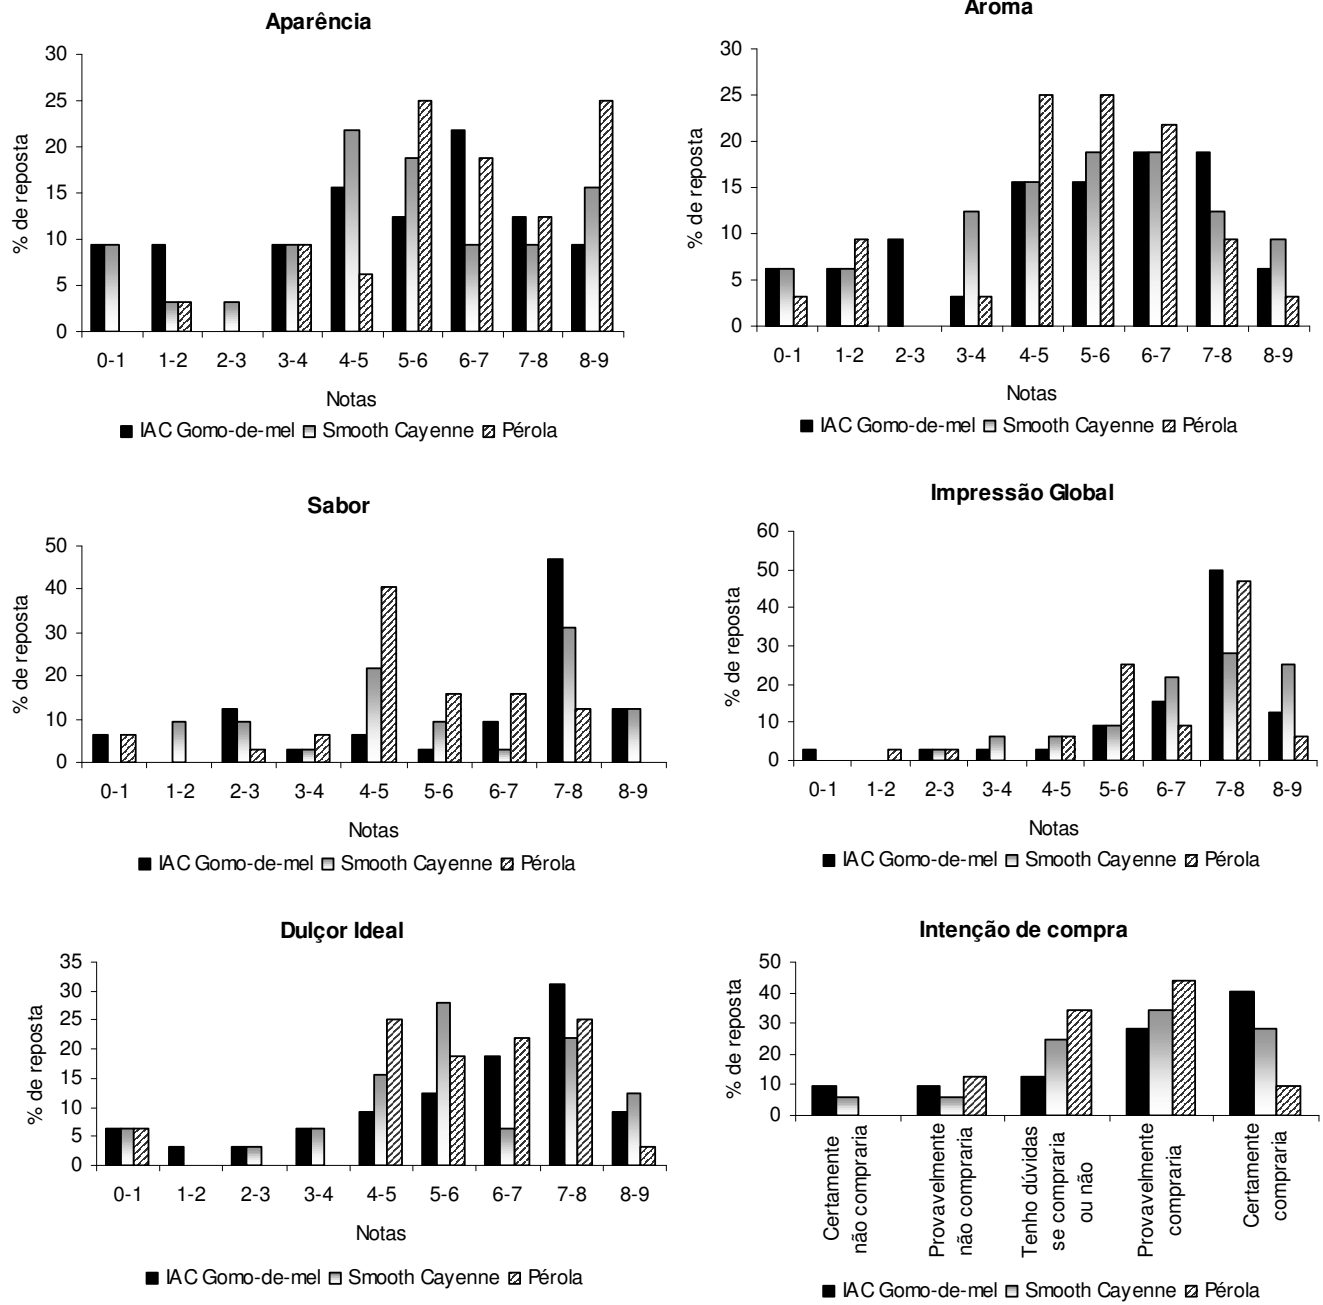 Aparência
30
25
20
15
10
5
0
% de reposta
0-1 1-2 2-3 3-4 4-5 5-6 6-7 7-8 8-9
Notas
IAC Gomo-de-mel Smooth Cayenne Pérola
Aroma
30
25
20
15
10
5
0
% de reposta
0-1 1-2 2-3 3-4 4-5 5-6 6-7 7-8 8-9
Notas
IAC Gomo-de-mel Smooth Cayenne Pérola
Sabor
50
40
30
20
10
0
% de reposta
0-1 1-2 2-3 3-4 4-5 5-6 6-7 7-8 8-9
Notas
IAC Gomo-de-mel Smooth Cayenne Pérola
Impressão Global
60
50
40
30
20
10
0
% de reposta
0-1 1-2 2-3 3-4 4-5 5-6 6-7 7-8 8-9
Notas
IAC Gomo-de-mel Smooth Cayenne Pérola
Dulçor Ideal
35
30
25
20
15
10
5
0
% de reposta
0-1 1-2 2-3 3-4 4-5 5-6 6-7 7-8 8-9
Notas
IAC Gomo-de-mel Smooth Cayenne Pérola
Intenção de compra
50
40
30
20
10
0
% de reposta
Certamente
não compraria
Provavelmente
não compraria
Tenho dúvidas
se compraria
ou não
Provavelmente
compraria
Certamente
compraria
IAC Gomo-de-mel Smooth Cayenne Pérola